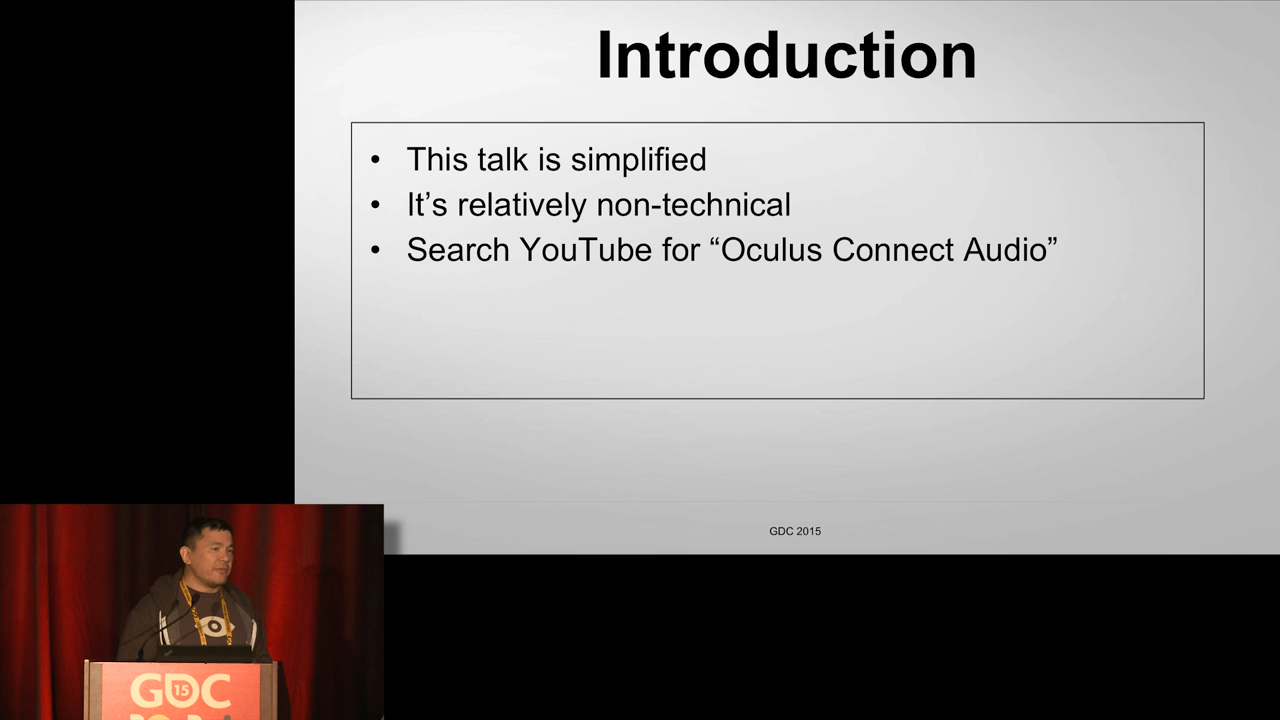 Introduction
• This talk is simplified
• It’s relatively non-technical
• Search YouTube for “Oculus Connect Audio”
GDC 2015
GDC
15